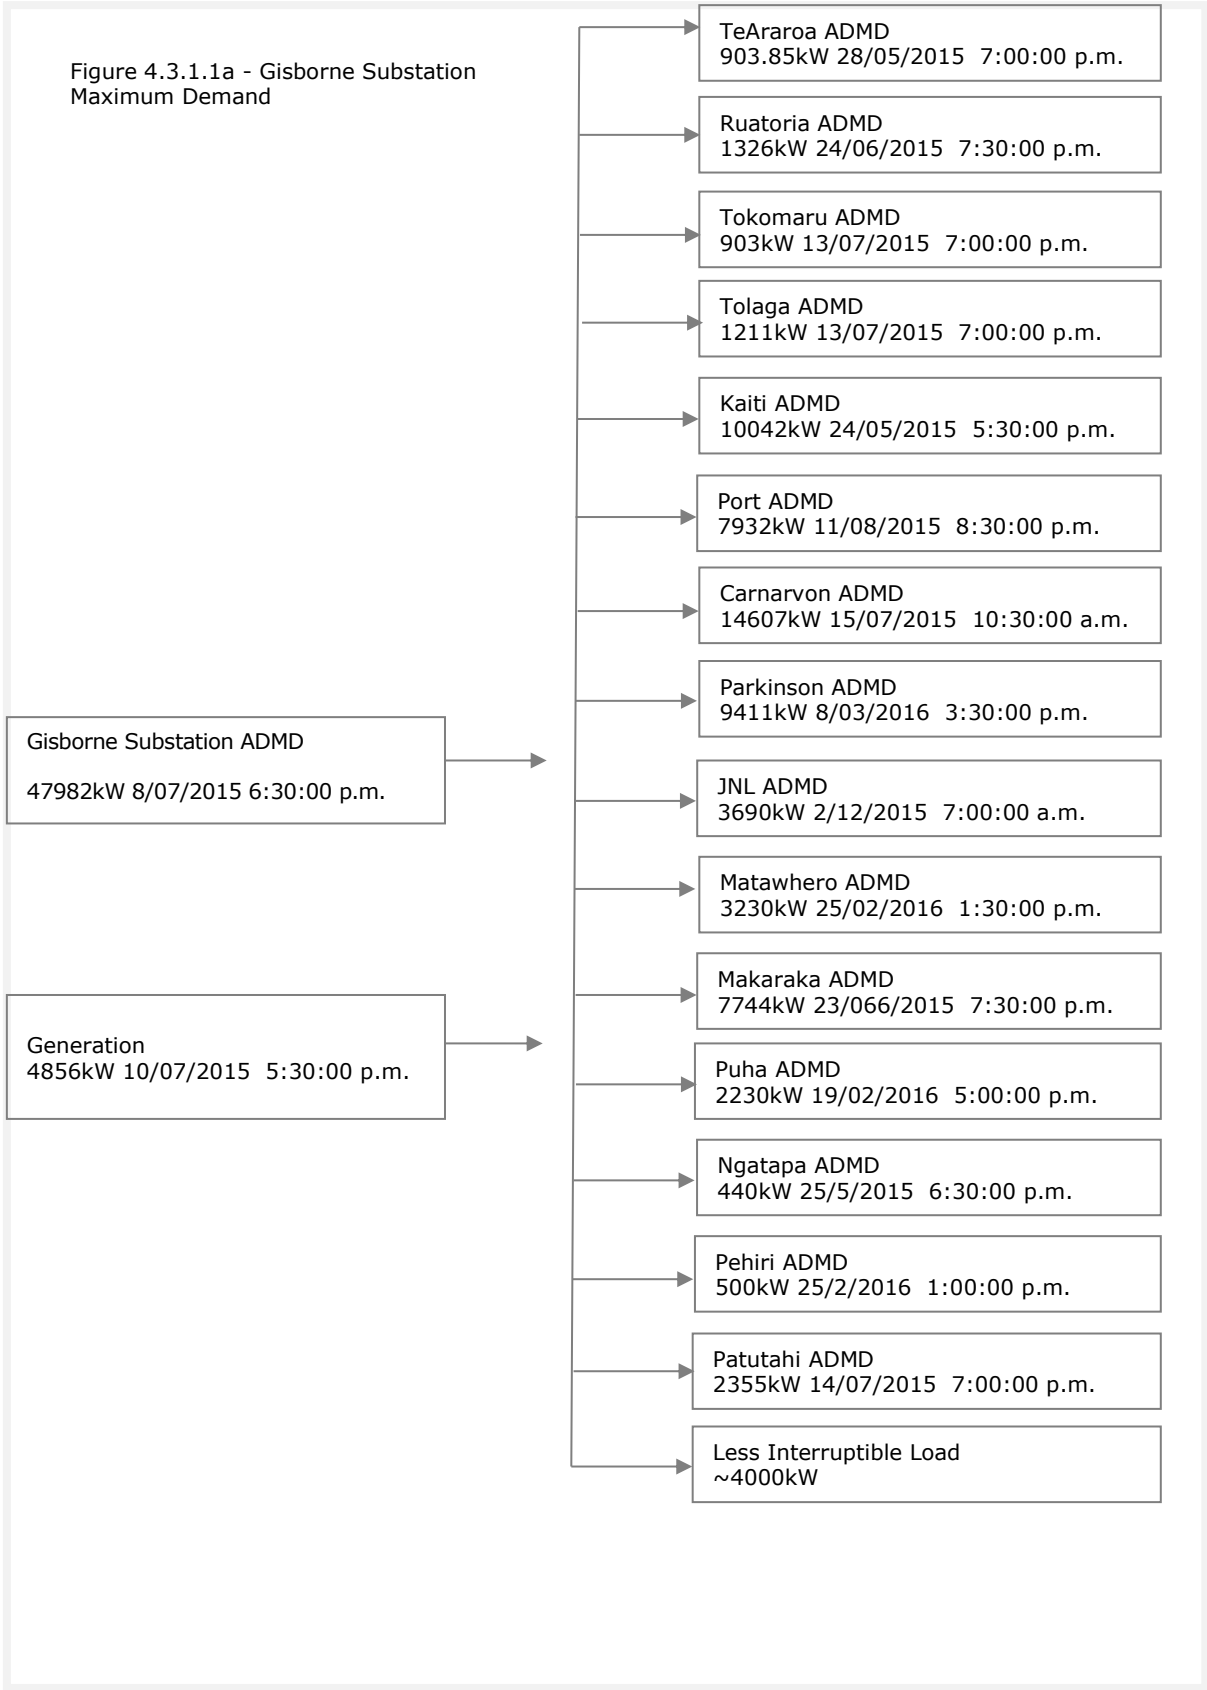 Figure 4.3.1.1a - Gisborne Substation
Maximum Demand
Gisborne Substation ADMD
47982kW 8/07/2015 6:30:00 p.m.
Generation
4856kW 10/07/2015  5:30:00 p.m.
TeAraroa ADMD
903.85kW 28/05/2015  7:00:00 p.m.
Ruatoria ADMD
1326kW 24/06/2015  7:30:00 p.m.
Tokomaru ADMD
903kW 13/07/2015  7:00:00 p.m.
Tolaga ADMD
1211kW 13/07/2015  7:00:00 p.m.
Kaiti ADMD
10042kW 24/05/2015  5:30:00 p.m.
Port ADMD
7932kW 11/08/2015  8:30:00 p.m.
Carnarvon ADMD
14607kW 15/07/2015  10:30:00 a.m.
Parkinson ADMD
9411kW 8/03/2016  3:30:00 p.m.
JNL ADMD
3690kW 2/12/2015  7:00:00 a.m.
Matawhero ADMD
3230kW 25/02/2016  1:30:00 p.m.
Makaraka ADMD
7744kW 23/066/2015  7:30:00 p.m.
Puha ADMD
2230kW 19/02/2016  5:00:00 p.m.
Ngatapa ADMD
440kW 25/5/2015  6:30:00 p.m.
Pehiri ADMD
500kW 25/2/2016  1:00:00 p.m.
Patutahi ADMD
2355kW 14/07/2015  7:00:00 p.m.
Less Interruptible Load
~4000kW